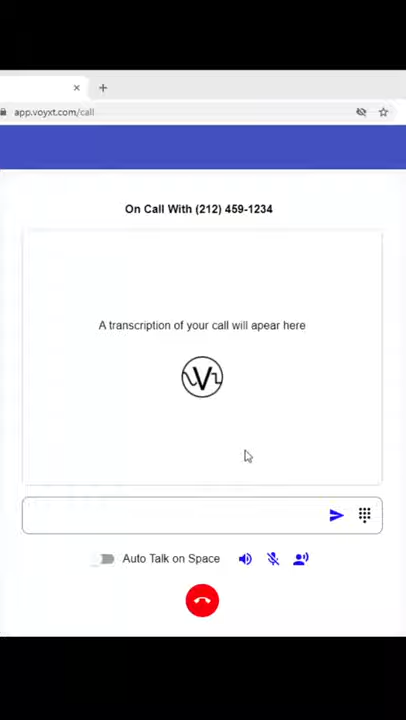 app.voyxt.com/call
On Call With (212) 459-1234
A transcription of your call will apear here
V
Auto Talk on Space